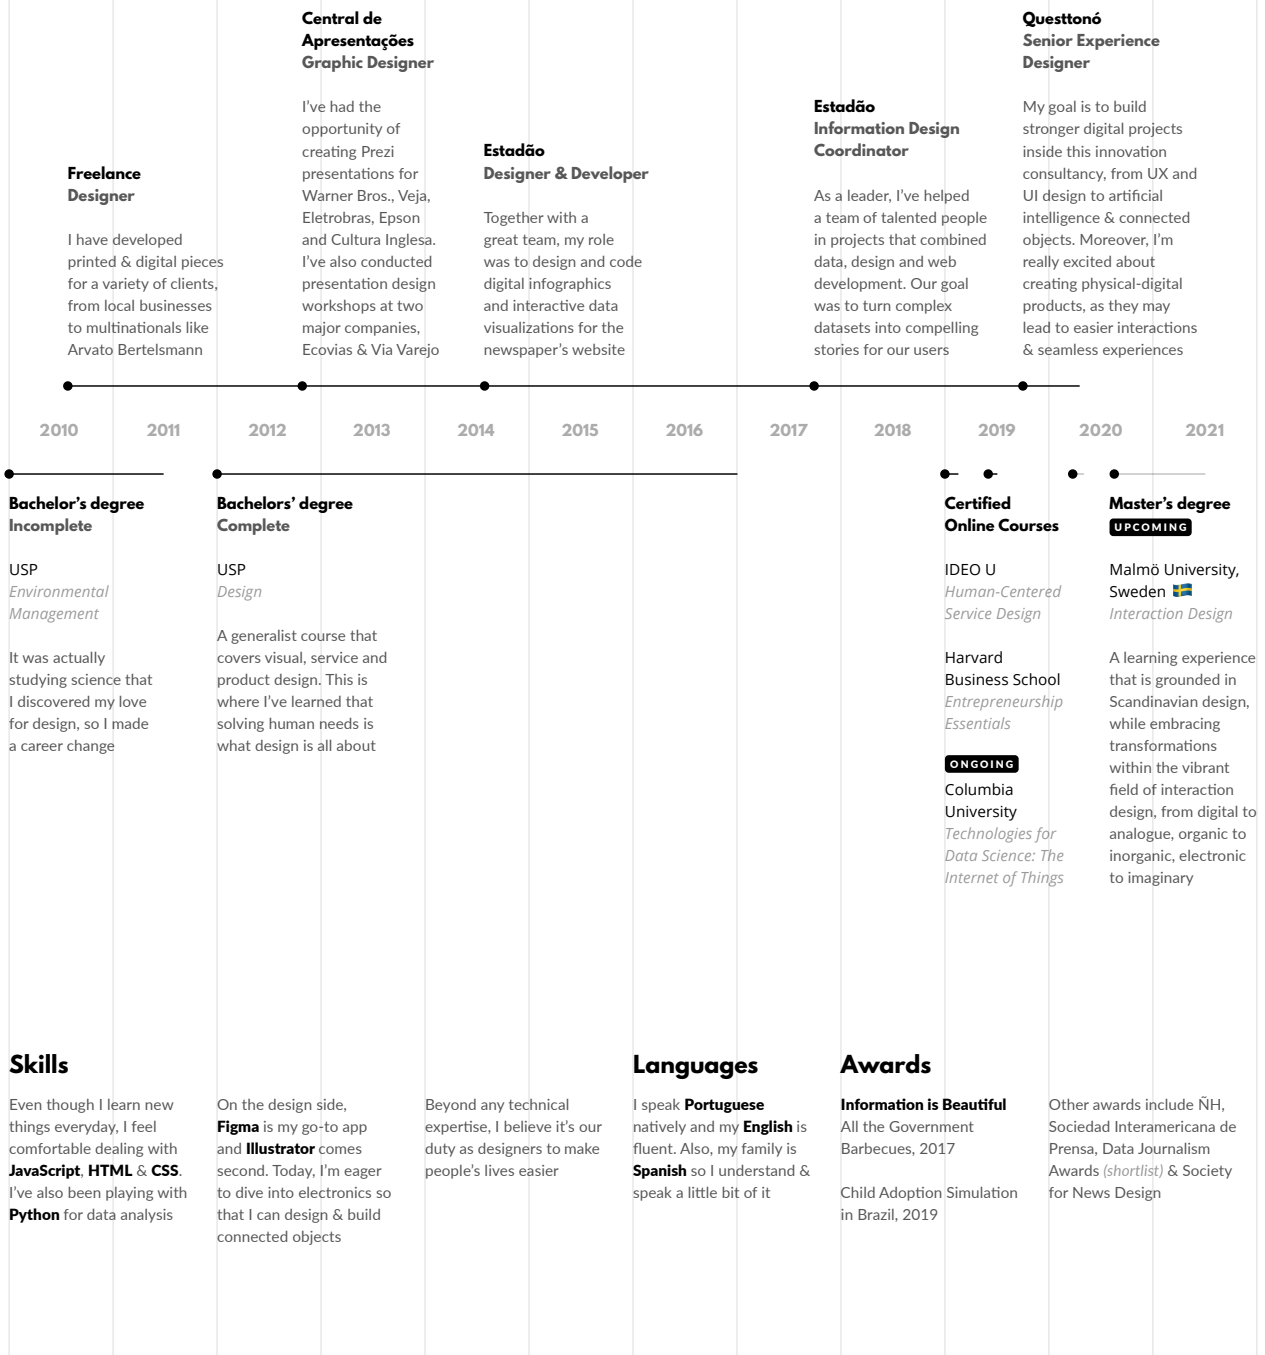 Central de
Apresentações
Graphic Designer
I've had the
opportunity of
creating Prezi
presentations for
Warner Bros., Veja,
Eletrobras, Epson
and Cultura Inglesa.
I've also conducted
presentation design
workshops at two
major companies,
Ecovias & Via Varejo
Questtonó
Senior Experience
Designer
My goal is to build
stronger digital projects
inside this innovation
consultancy, from UX and
UI design to artificial
intelligence & connected
objects. Moreover, I'm
really excited about
creating physical-digital
products, as they may
lead to easier interactions
& seamless experiences
Estadão
Information Design
Coordinator
As a leader, I've helped
a team of talented people
in projects that combined
data, design and web
development. Our goal
was to turn complex
datasets into compelling
stories for our users
Estadão
Designer & Developer
Together with a
great team, my role
was to design and code
digital infographics
and interactive data
visualizations for the
newspaper's website
Freelance
Designer
I have developed
printed & digital pieces
for a variety of clients,
from local businesses
to multinationals like
Arvato Bertelsmann
2010 2011 2012 2013 2014 2015 2016 2017 2018 2019 2020 2021
Bachelor's degree
Incomplete
USP
Environmental
Management
It was actually
studying science that
I discovered my love
for design, so I made
a career change
Bachelors' degree
Complete
USP
Design
A generalist course that
covers visual, service and
product design. This is
where I've learned that
solving human needs is
what design is all about
Certified
Online Courses
IDEO U
Human-Centered
Service Design
Harvard
Business School
Entrepreneurship
Essentials
ONGOING
Columbia
University
Technologies for
Data Science: The
Internet of Things
Master's degree
UPCOMING
Malmö University,
Sweden 🇸🇪
Interaction Design
A learning experience
that is grounded in
Scandinavian design,
while embracing
transformations
within the vibrant
field of interaction
design, from digital to
analogue, organic to
inorganic, electronic
to imaginary
Skills
Even though I learn new
things everyday, I feel
comfortable dealing with
JavaScript, HTML & CSS.
I've also been playing with
Python for data analysis
On the design side,
Figma is my go-to app
and Illustrator comes
second. Today, I'm eager
to dive into electronics so
that I can design & build
connected objects
Beyond any technical
expertise, I believe it's our
duty as designers to make
people's lives easier
Languages
I speak Portuguese
natively and my English is
fluent. Also, my family is
Spanish so I understand &
speak a little bit of it
Awards
Information is Beautiful
All the Government
Barbecues, 2017
Child Adoption Simulation
in Brazil, 2019
Other awards include ÑH,
Sociedad Interamericana de
Prensa, Data Journalism
Awards (shortlist) & Society
for News Design